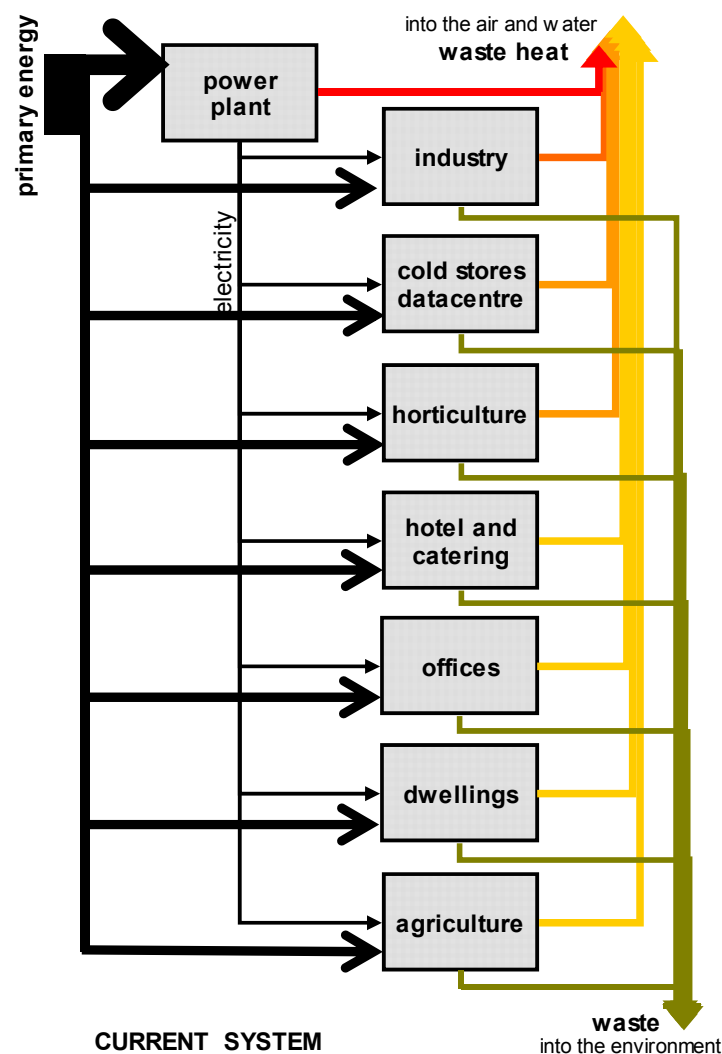 into the air and water
waste heat
primary energy
power
plant
industry
electricity
cold stores
datacentre
horticulture
hotel and
catering
offices
dwellings
agriculture
waste
into the environment
CURRENT SYSTEM